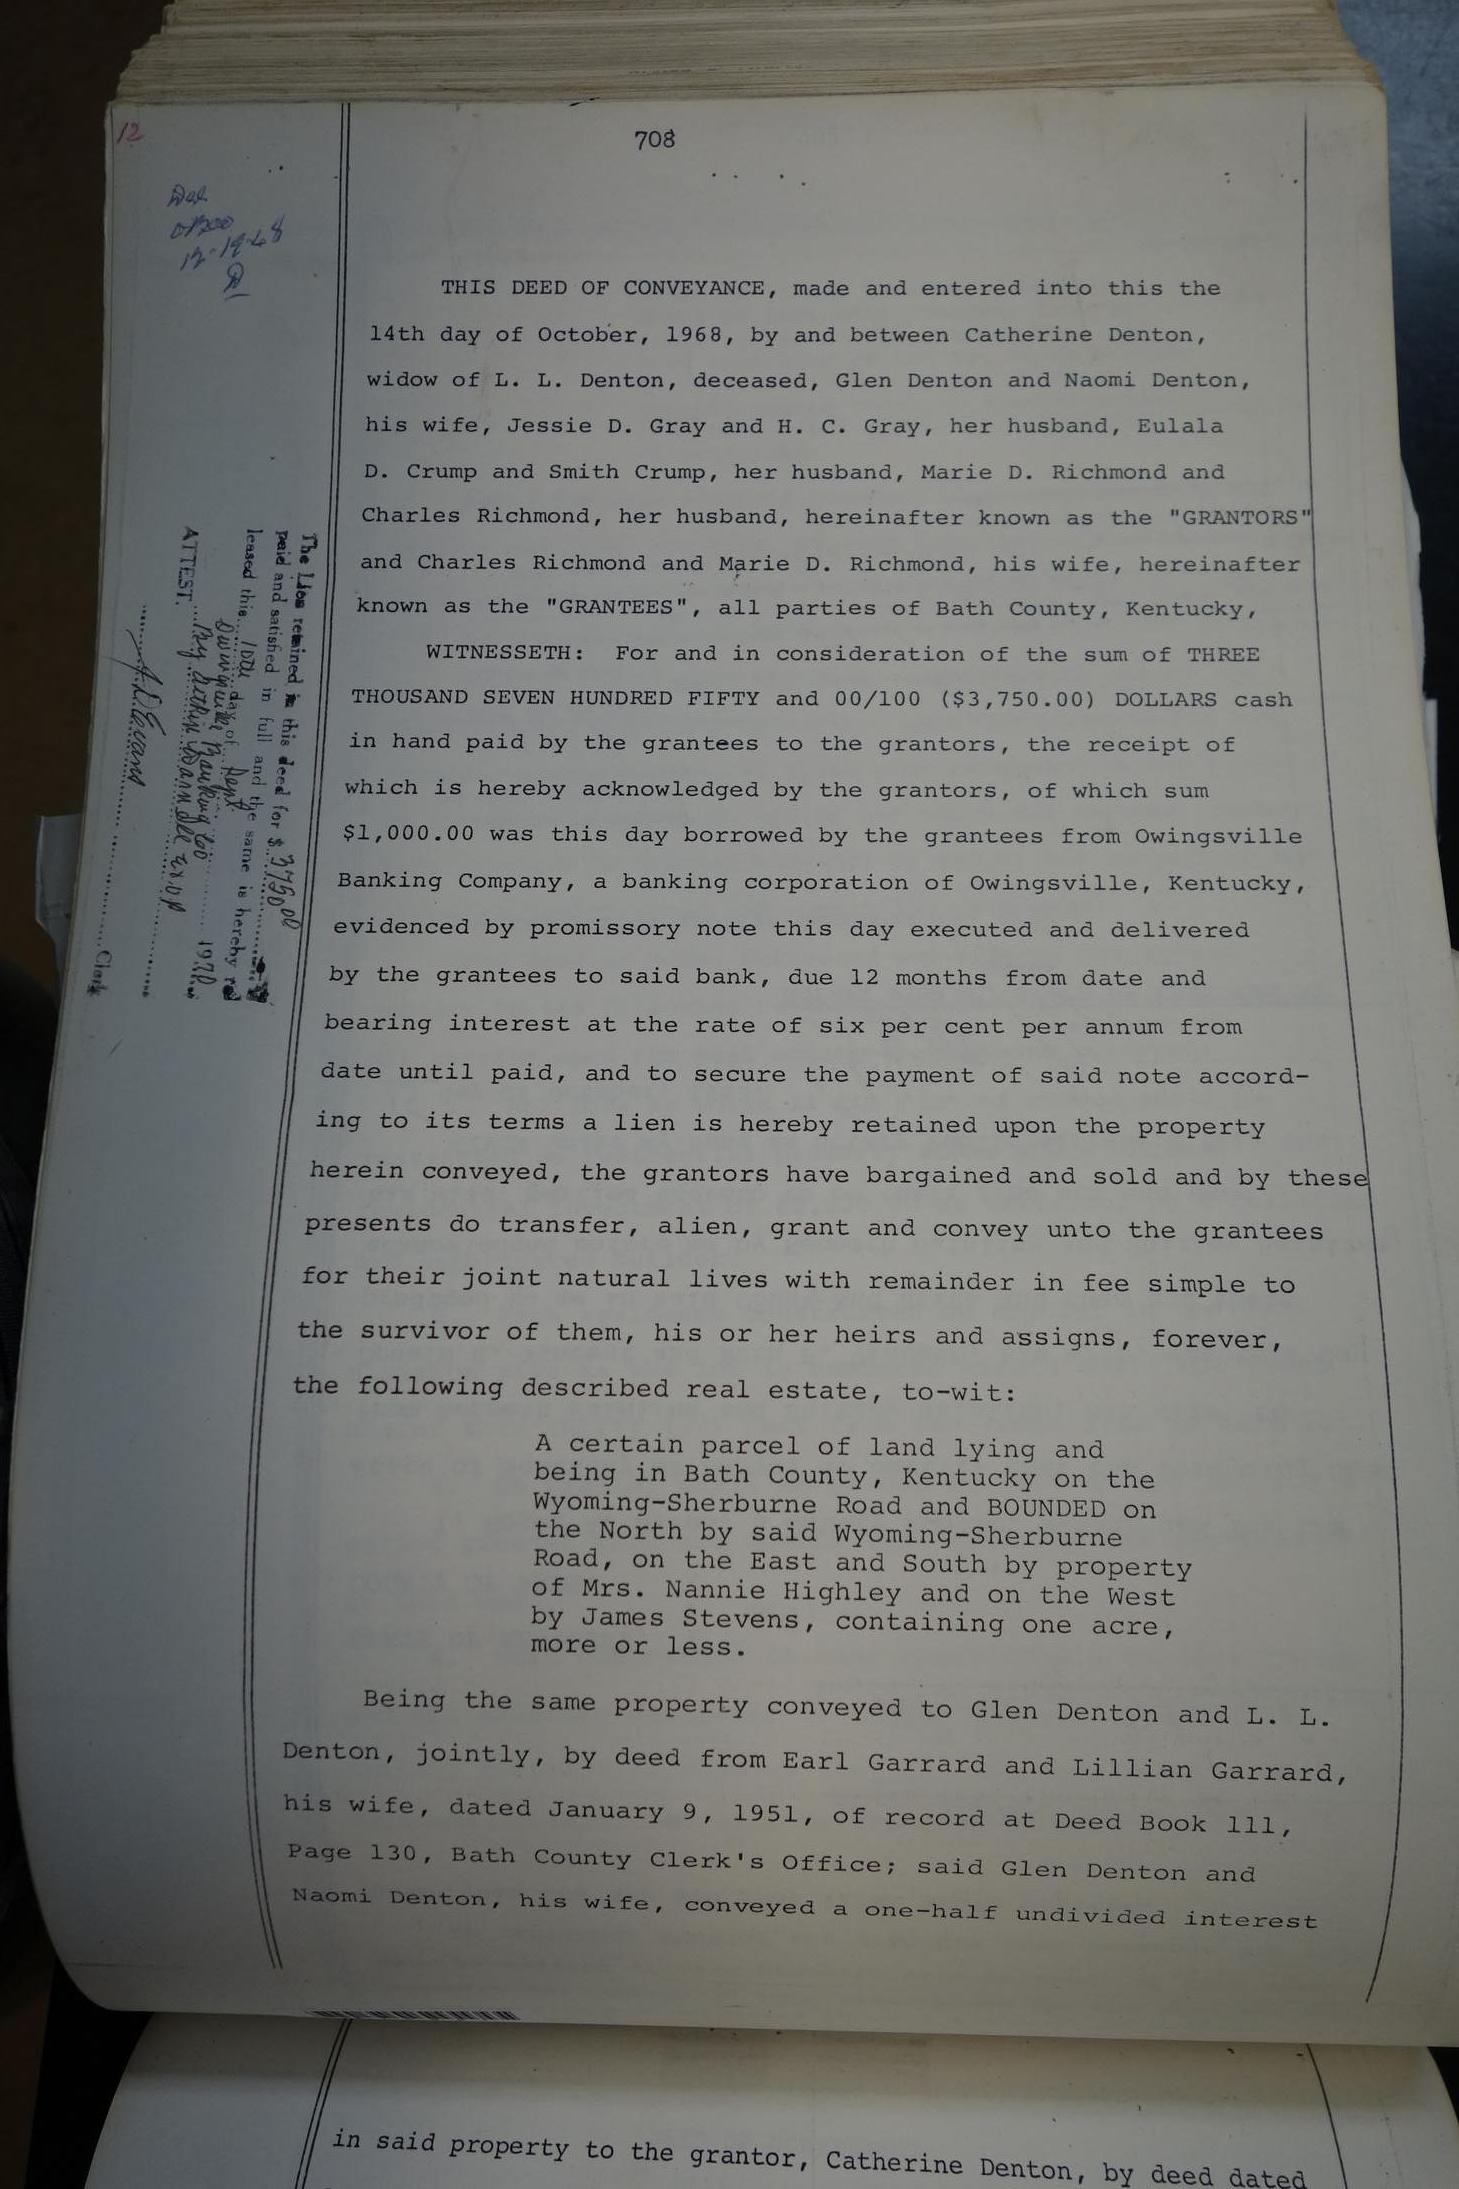 12
708
Del
12-19-48
THIS DEED OF CONVEYANCE, made and entered into this the
14th day of October, 1968, by and between Catherine Denton,
widow of L. L. Denton, deceased, Glen Denton and Naomi Denton,
his wife, Jessie D. Gray and H. C. Gray, her husband, Eulala
D. Crump and Smith Crump, her husband, Marie D. Richmond and
Charles Richmond, her husband, hereinafter known as the "GRANTORS"
and Charles Richmond and Marie D. Richmond, his wife, hereinafter
known as the "GRANTEES", all parties of Bath County, Kentucky,
WITNESSETH: For and in consideration of the sum of THREE
THOUSAND SEVEN HUNDRED FIFTY and 00/100 ($3,750.00) DOLLARS cash
in hand paid by the grantees to the grantors, the receipt of
which is hereby acknowledged by the grantors, of which sum
$1,000.00 was this day borrowed by the grantees from Owingsville
Banking Company, a banking corporation of Owingsville, Kentucky,
evidenced by promissory note this day executed and delivered
by the grantees to said bank, due 12 months from date and
bearing interest at the rate of six per cent per annum from
date until paid, and to secure the payment of said note accord-
ing to its terms a lien is hereby retained upon the property
herein conveyed, the grantors have bargained and sold and by these
presents do transfer, alien, grant and convey unto the grantees
for their joint natural lives with remainder in fee simple to
the survivor of them, his or her heirs and assigns, forever,
the following described real estate, to-wit:
A certain parcel of land lying and
being in Bath County, Kentucky on the
Wyoming-Sherburne Road and BOUNDED on
the North by said Wyoming-Sherburne
Road, on the East and South by property
of Mrs. Nannie Highley and on the West
by James Stevens, containing one acre,
more or less.
Being the same property conveyed to Glen Denton and L. L.
Denton, jointly, by deed from Earl Garrard and Lillian Garrard,
his wife, dated January 9, 1951, of record at Deed Book 111,
Page 130, Bath County Clerk's Office; said Glen Denton and
Naomi Denton, his wife, conveyed a one-half undivided interest
The Lien retained in this deed for $ 3750.00
paid and satisfied in full and the same is hereby re
leased this 10th day of Sept 1970
Owingsville Banking Co
ATTEST. By
J. D. Evans Clerk
in said property to the grantor, Catherine Denton, by deed dated